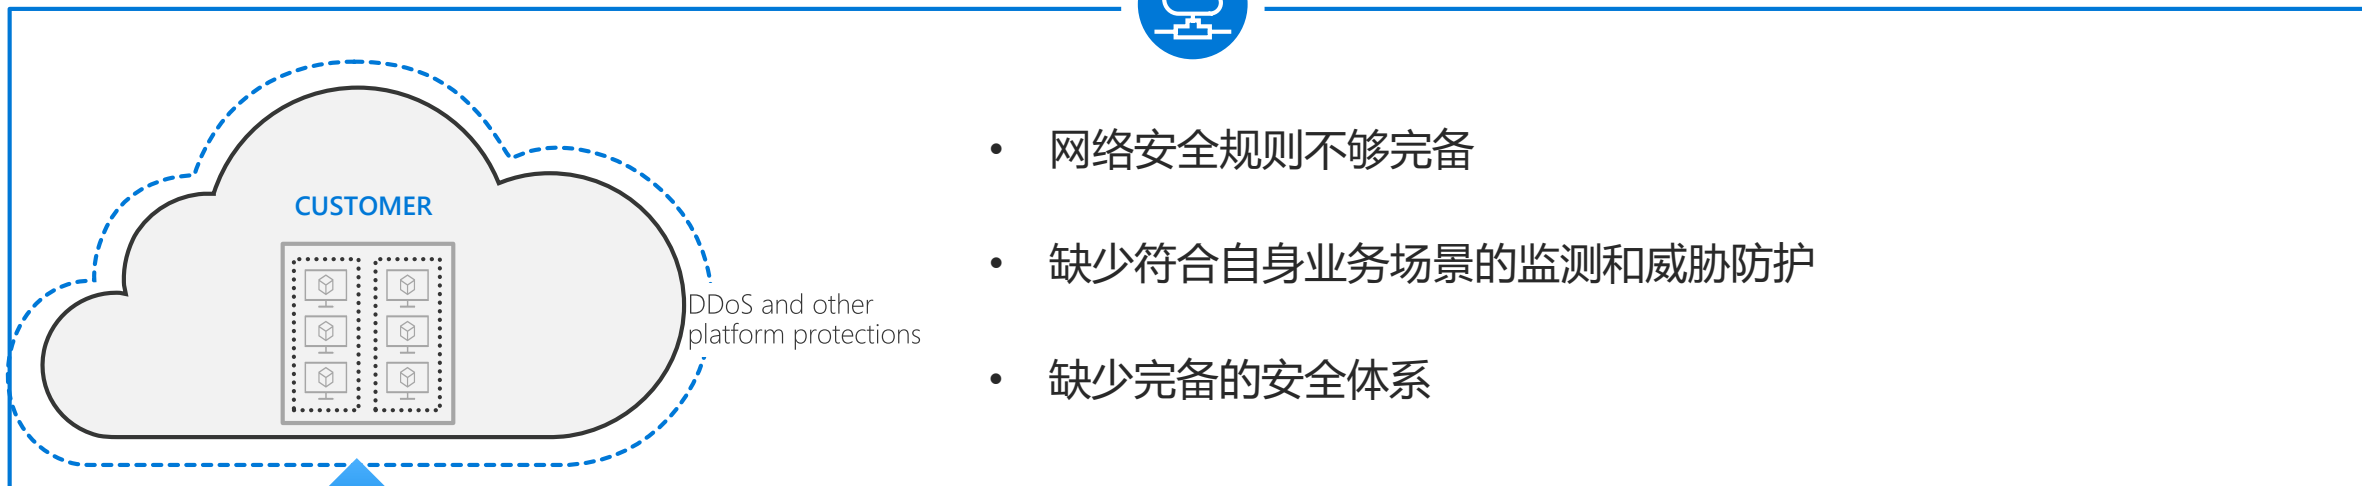 CUSTOMER
DDoS and other
platform protections
• 网络安全规则不够完备
• 缺少符合自身业务场景的监测和威胁防护
• 缺少完备的安全体系